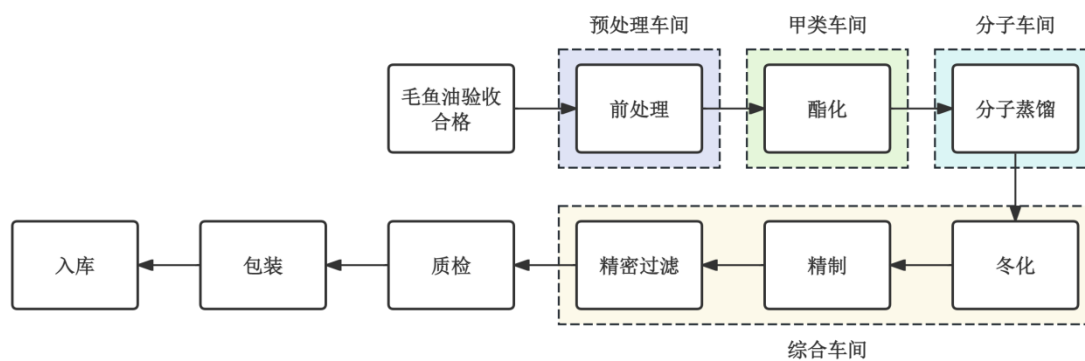 预处理车间
甲类车间
分子车间
毛鱼油验收
合格
前处理
酯化
分子蒸馏
入库
包装
质检
精密过滤
精制
冬化
综合车间